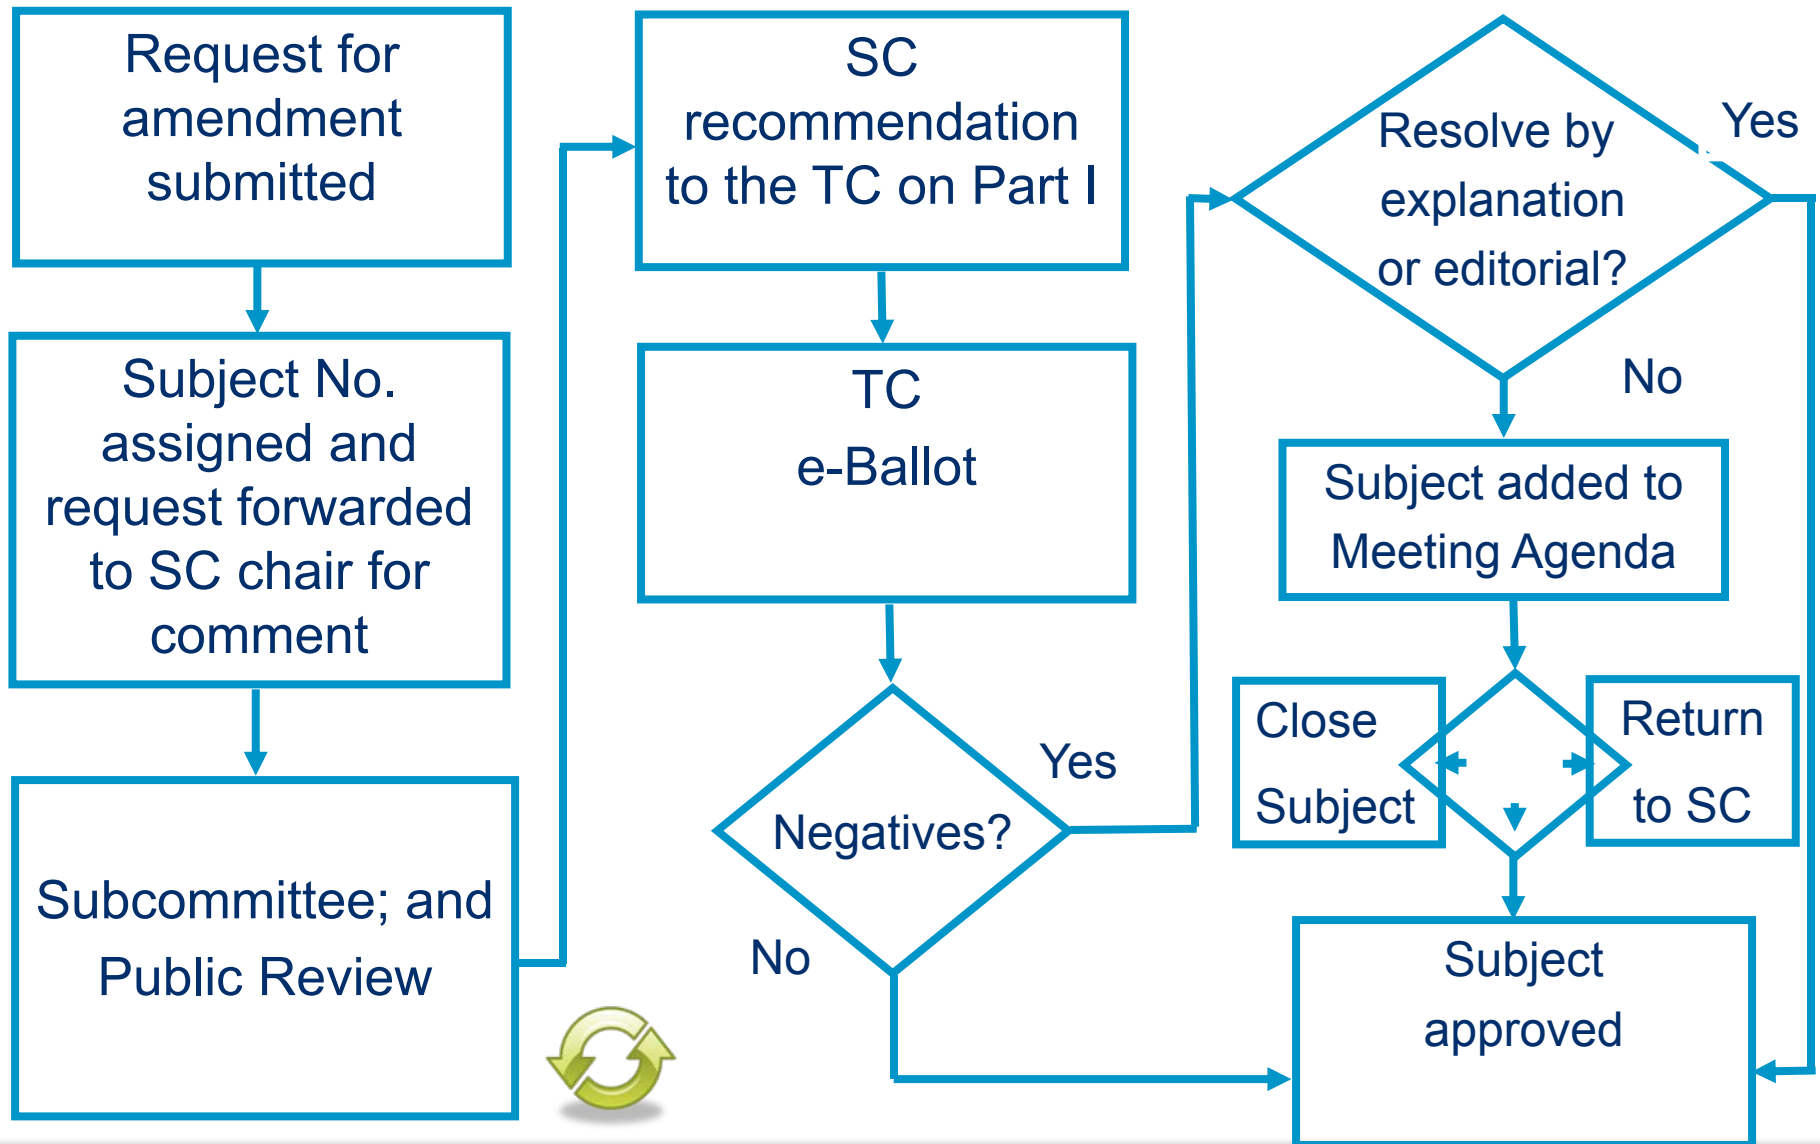 Request for
amendment
submitted
Subject No.
assigned and
request forwarded
to SC chair for
comment
Subcommittee; and
Public Review
SC
recommendation
to the TC on Part I
TC
e-Ballot
Negatives?
Yes
No
Resolve by
explanation
or editorial?
Yes
No
Subject added to
Meeting Agenda
Close
Subject
Return
to SC
Subject
approved